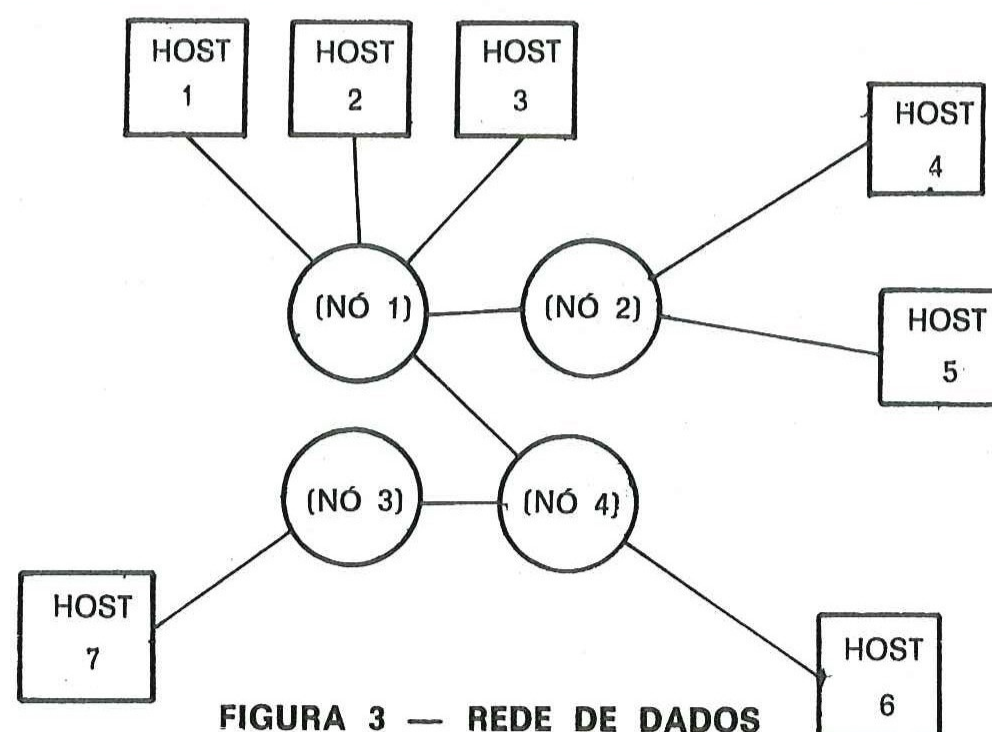 HOST
1
HOST
2
HOST
3
HOST
4
(NÓ 1)
(NÓ 2)
HOST
5
(NÓ 3)
(NÓ 4)
HOST
7
HOST
6
FIGURA 3 — REDE DE DADOS